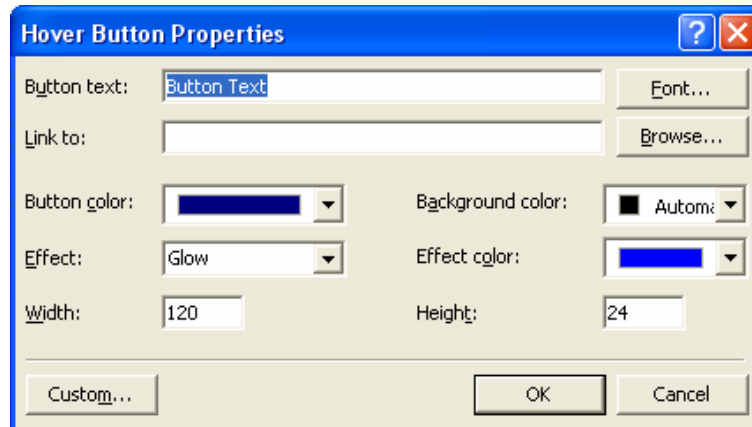 Hover Button Properties
Button text: Button Text Font...
Link to: Browse...
Button color: Background color: Automa
Effect: Glow Effect color:
Width: 120 Height: 24
Custom... OK Cancel